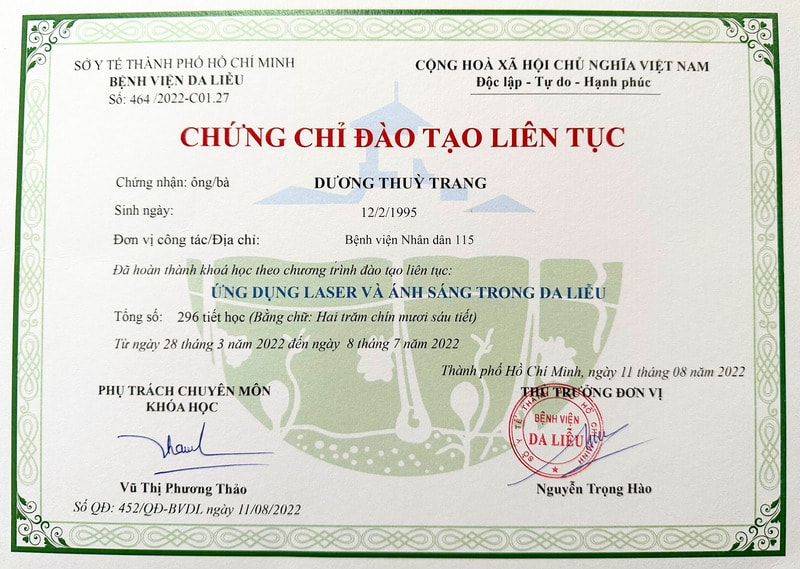 SỞ Y TẾ THÀNH PHỐ HỒ CHÍ MINH
BỆNH VIỆN DA LIỄU
Số: 464 /2022-C01.27
CỘNG HOÀ XÃ HỘI CHỦ NGHĨA VIỆT NAM
Độc lập - Tự do - Hạnh phúc
CHỨNG CHỈ ĐÀO TẠO LIÊN TỤC
Chứng nhận: ông/bà DƯƠNG THUỲ TRANG
Sinh ngày: 12/2/1995
Đơn vị công tác/Địa chỉ: Bệnh viện Nhân dân 115
Đã hoàn thành khoá học theo chương trình đào tạo liên tục:
ỨNG DỤNG LASER VÀ ÁNH SÁNG TRONG DA LIỄU
Tổng số: 296 tiết học (Bằng chữ: Hai trăm chín mươi sáu tiết)
Từ ngày 28 tháng 3 năm 2022 đến ngày 8 tháng 7 năm 2022
Thành phố Hồ Chí Minh, ngày 11 tháng 08 năm 2022
PHỤ TRÁCH CHUYÊN MÔN
KHÓA HỌC
Vũ Thị Phương Thảo
Số QĐ: 452/QĐ-BVDL ngày 11/08/2022
THỦ TRƯỞNG ĐƠN VỊ
SỞ Y TẾ THÀNH PHỐ HỒ CHÍ MINH
BỆNH VIỆN
DA LIỄU
Nguyễn Trọng Hào